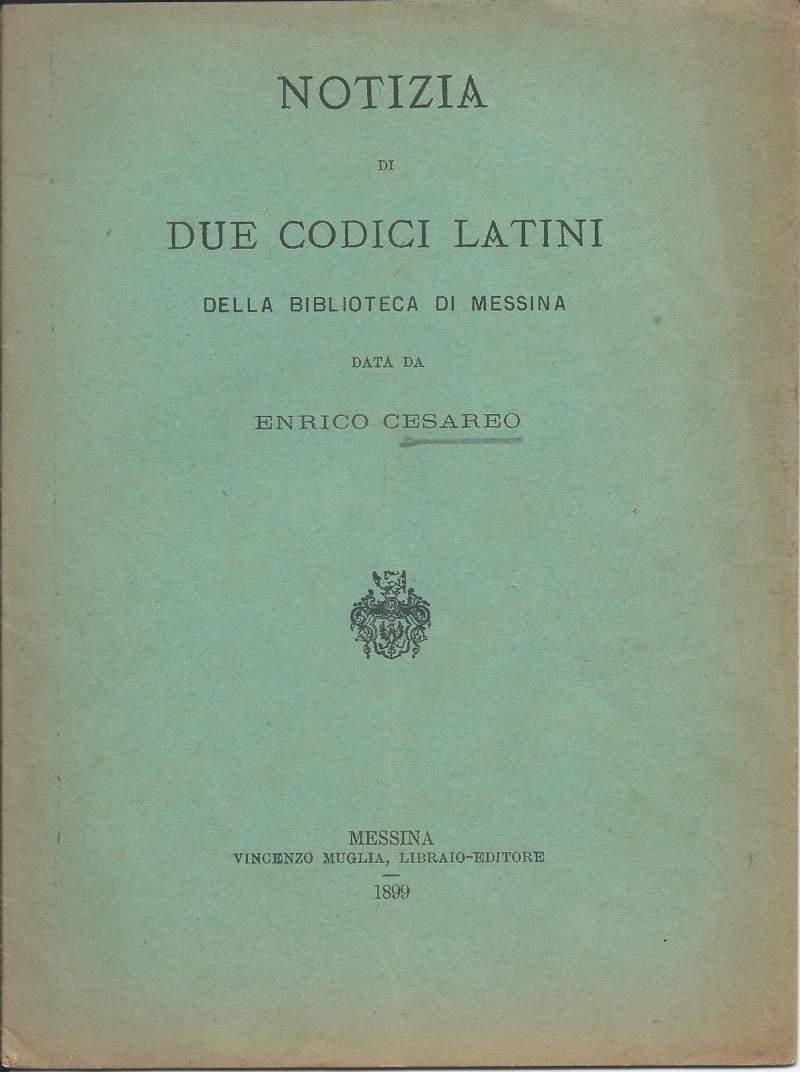 NOTIZIA
DI
DUE CODICI LATINI
DELLA BIBLIOTECA DI MESSINA
DATA DA
ENRICO CESAREO
MESSINA
VINCENZO MUGLIA, LIBRAIO-EDITORE
1899